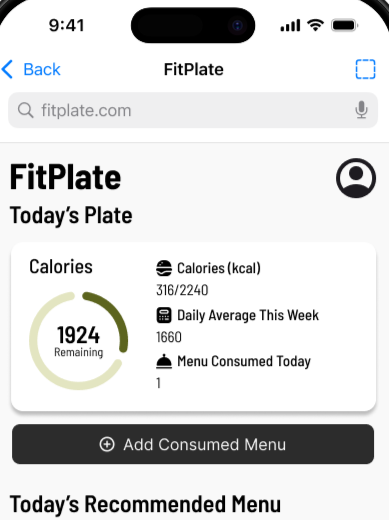 9:41
Back
FitPlate
fitplate.com
FitPlate
Today's Plate
Calories
1924
Remaining
Calories (kcal)
316/2240
Daily Average This Week
1660
Menu Consumed Today
1
Add Consumed Menu
Today's Recommended Menu